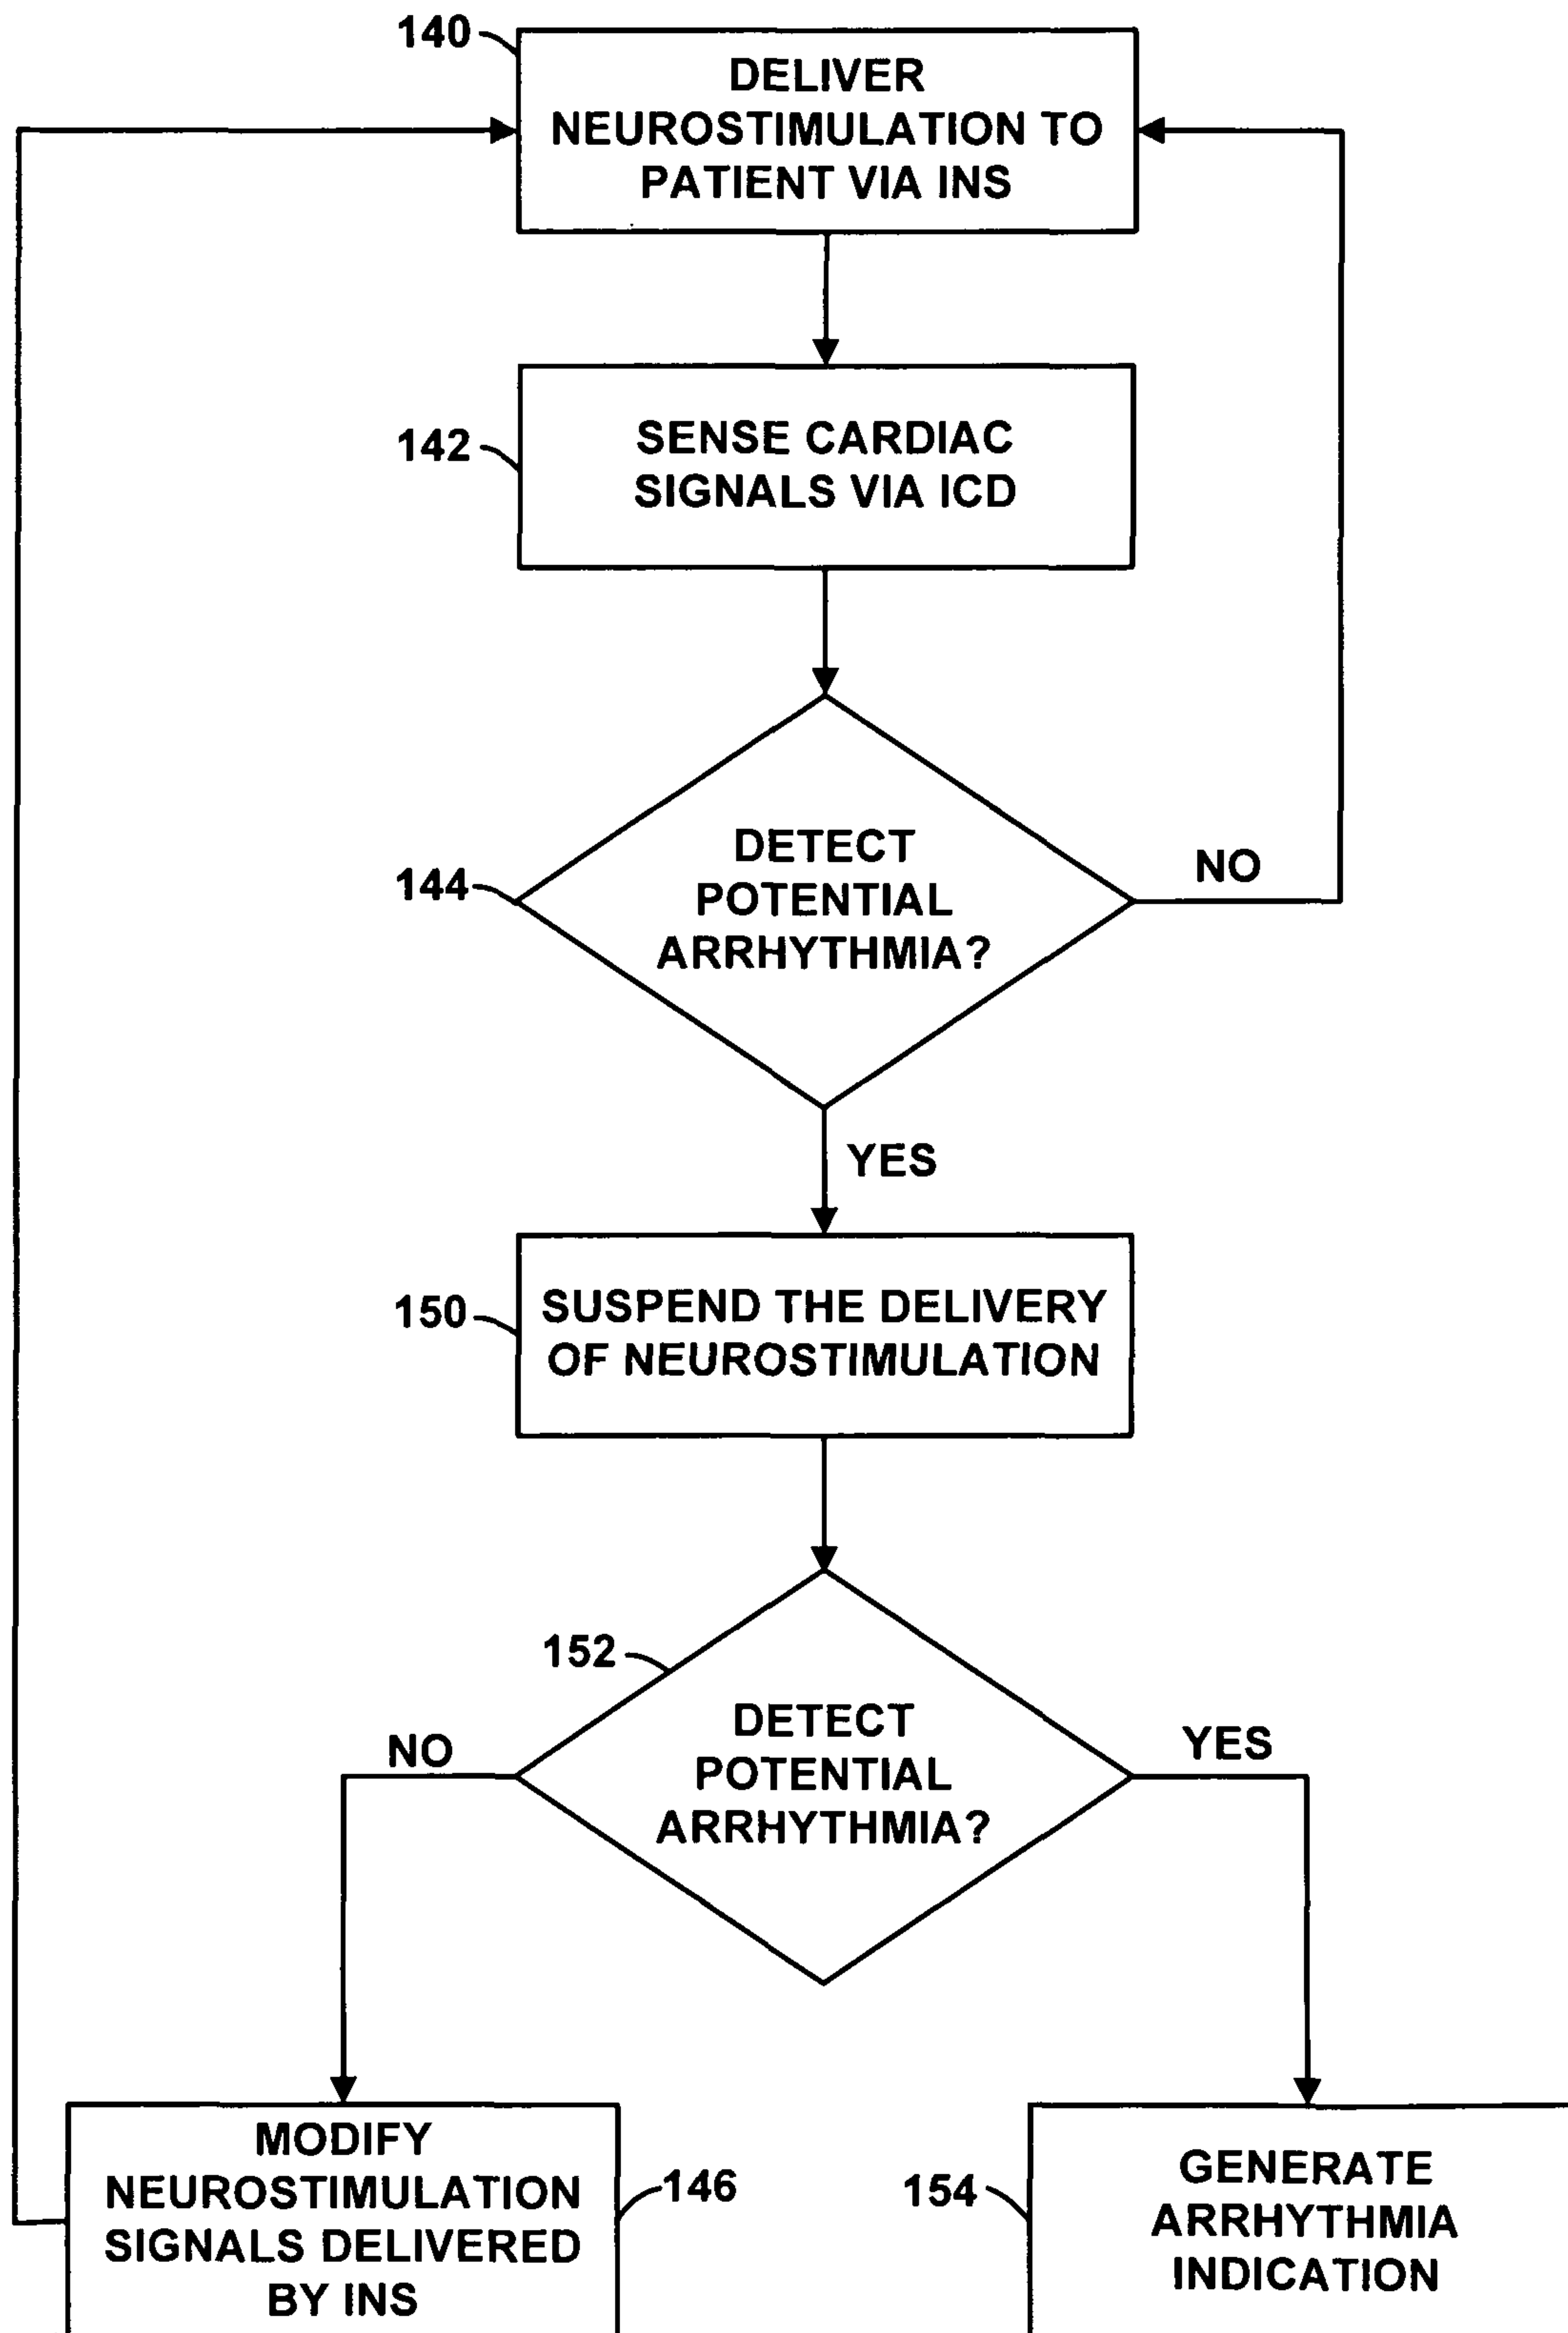 140
DELIVER
NEUROSTIMULATION TO
PATIENT VIA INS
142
SENSE CARDIAC
SIGNALS VIA ICD
144
DETECT
POTENTIAL
ARRHYTHMIA?
NO
YES
150
SUSPEND THE DELIVERY
OF NEUROSTIMULATION
152
DETECT
POTENTIAL
ARRHYTHMIA?
NO
YES
MODIFY
NEUROSTIMULATION
SIGNALS DELIVERED
BY INS
146
154
GENERATE
ARRHYTHMIA
INDICATION